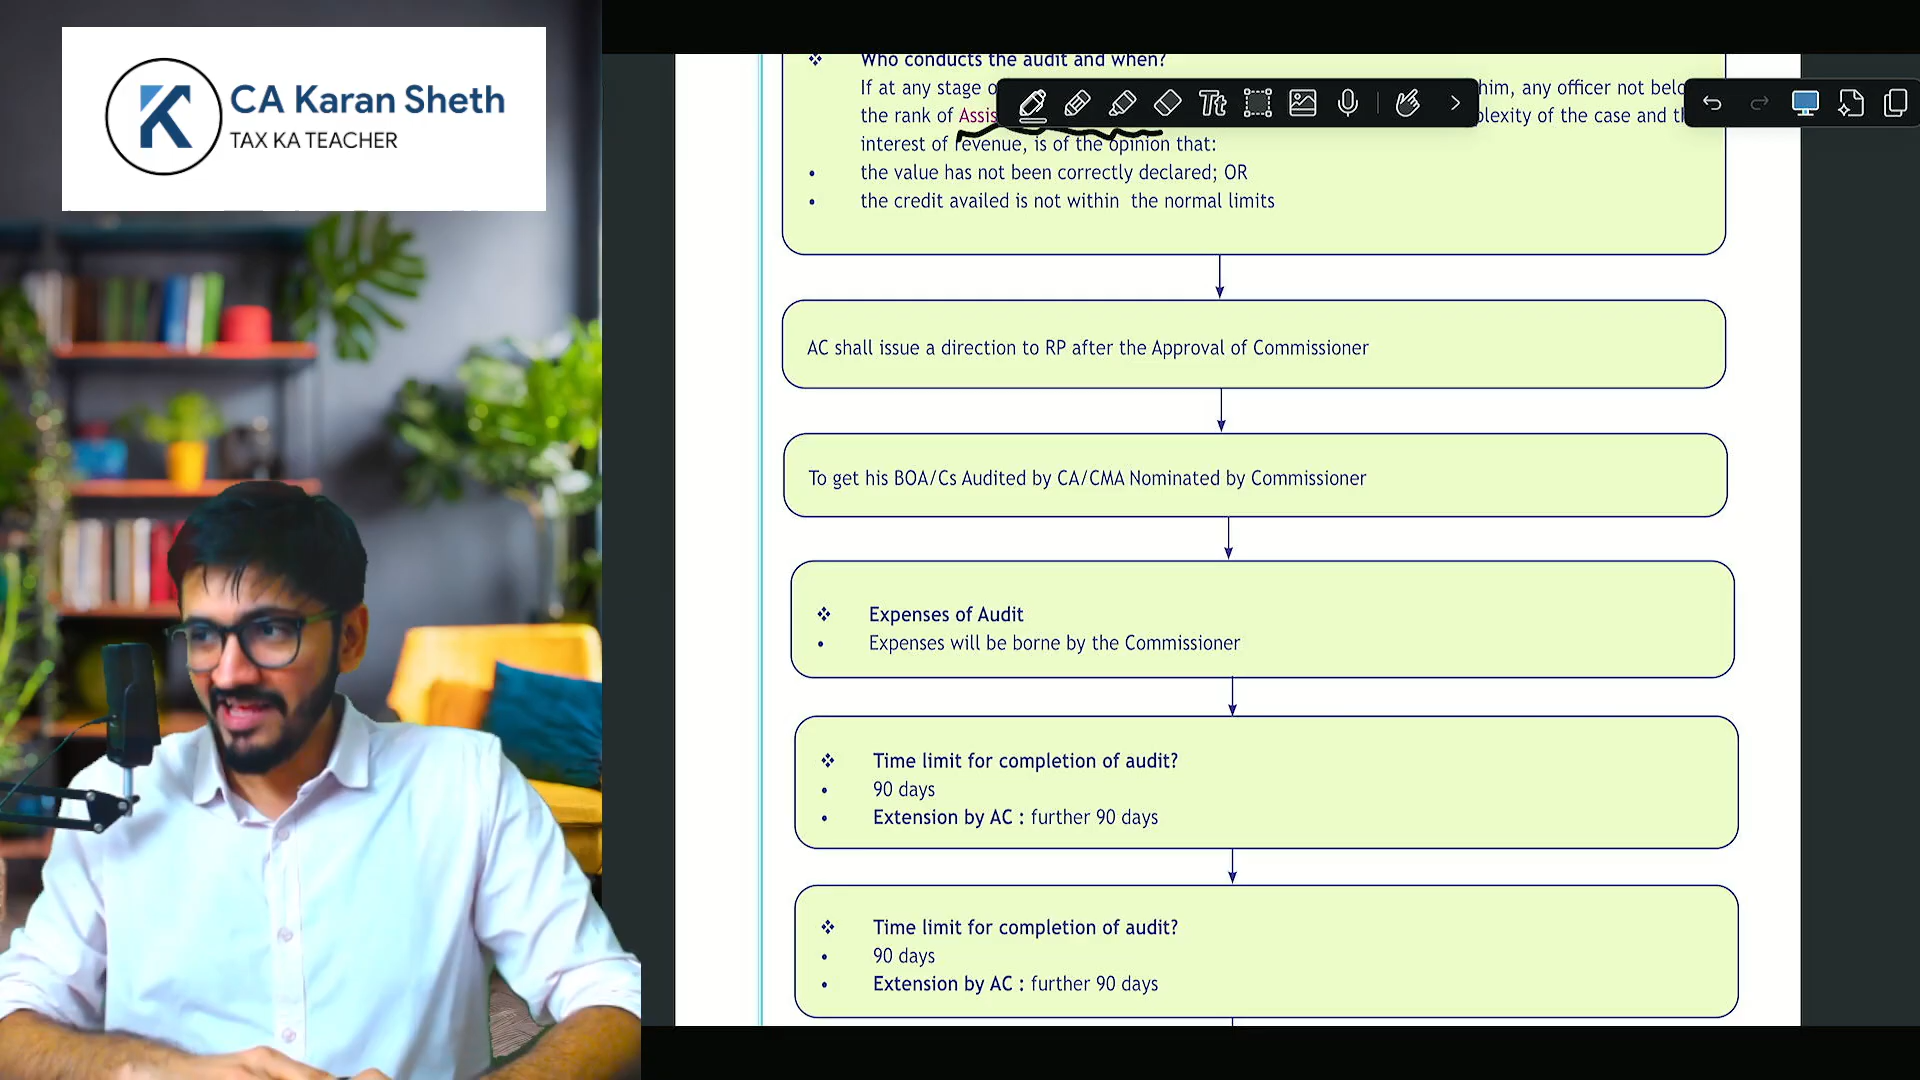 CA Karan Sheth
TAX KA TEACHER
❖ Who conducts the audit and when?
If at any stage o him, any officer not belo
the rank of Assis plexity of the case and th
interest of revenue, is of the opinion that:
• the value has not been correctly declared; OR
• the credit availed is not within the normal limits
AC shall issue a direction to RP after the Approval of Commissioner
To get his BOA/Cs Audited by CA/CMA Nominated by Commissioner
❖ Expenses of Audit
• Expenses will be borne by the Commissioner
❖ Time limit for completion of audit?
• 90 days
• Extension by AC : further 90 days
❖ Time limit for completion of audit?
• 90 days
• Extension by AC : further 90 days